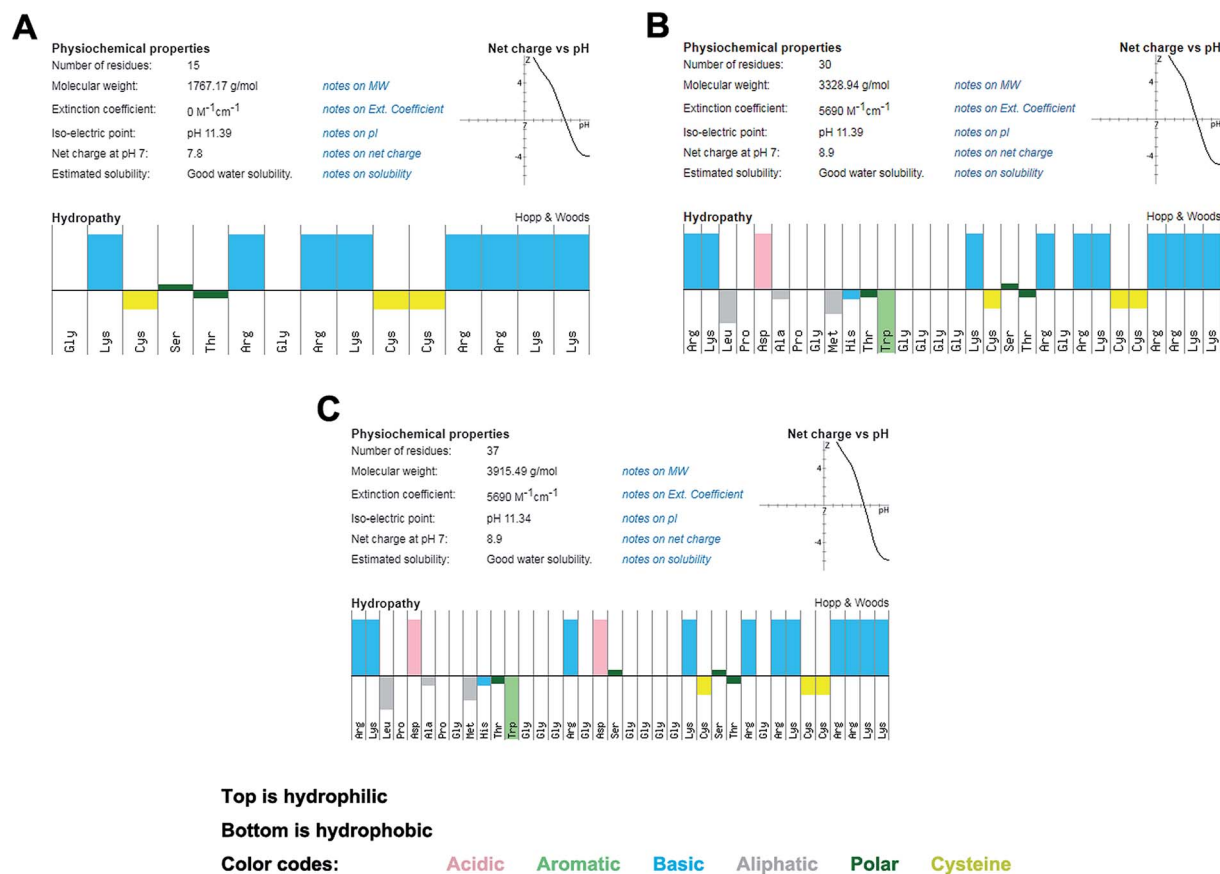 A
Physiochemical properties
Net charge vs pH
Number of resides: 15
Molecular weight: 1767.17 g/mol notes on MW
Extinction coefficient: 0 M⁻¹cm⁻¹ notes on Ext. Coefficient
Iso-electric point: pH 11.39 notes on pI
Net charge at pH 7: 7.8 notes on net charge
Estimated solubility: Good water solubility. notes on solubility
Z
4
7
pH
-4
Hydropathy
Hopp & Woods
Gly Lys Cys Ser Thr Arg Gly Arg Lys Cys Cys Arg Arg Lys Lys
B
Physiochemical properties
Net charge vs pH
Number of residues: 30
Molecular weight: 3328.94 g/mol notes on MW
Extinction coefficient: 5690 M⁻¹cm⁻¹ notes on Ext. Coefficient
Iso-electric point: pH 11.39 notes on pI
Net charge at pH 7: 8.9 notes on net charge
Estimated solubility: Good water solubility. notes on solubility
Z
4
7
pH
-4
Hydropathy
Hopp & Woods
Arg Lys Leu Pro Asp Ala Pro Gly Met His Thr Trp Gly Gly Gly Gly Lys Cys Ser Thr Arg Gly Arg Lys Cys Cys Arg Arg Lys Lys
C
Physiochemical properties
Net charge vs pH
Number of residues: 37
Molecular weight: 3915.49 g/mol notes on MW
Extinction coefficient: 5690 M⁻¹cm⁻¹ notes on Ext. Coefficient
Iso-electric point: pH 11.34 notes on pI
Net charge at pH 7: 8.9 notes on net charge
Estimated solubility: Good water solubility. notes on solubility
Z
4
7
pH
-4
Hydropathy
Hopp & Woods
Arg Lys Leu Pro Asp Ala Pro Gly Met His Thr Trp Gly Gly Gly Arg Gly Asp Ser Gly Gly Gly Gly Lys Cys Ser Thr Arg Gly Arg Lys Cys Cys Arg Arg Lys Lys
Top is hydrophilic
Bottom is hydrophobic
Color codes: Acidic Aromatic Basic Aliphatic Polar Cysteine